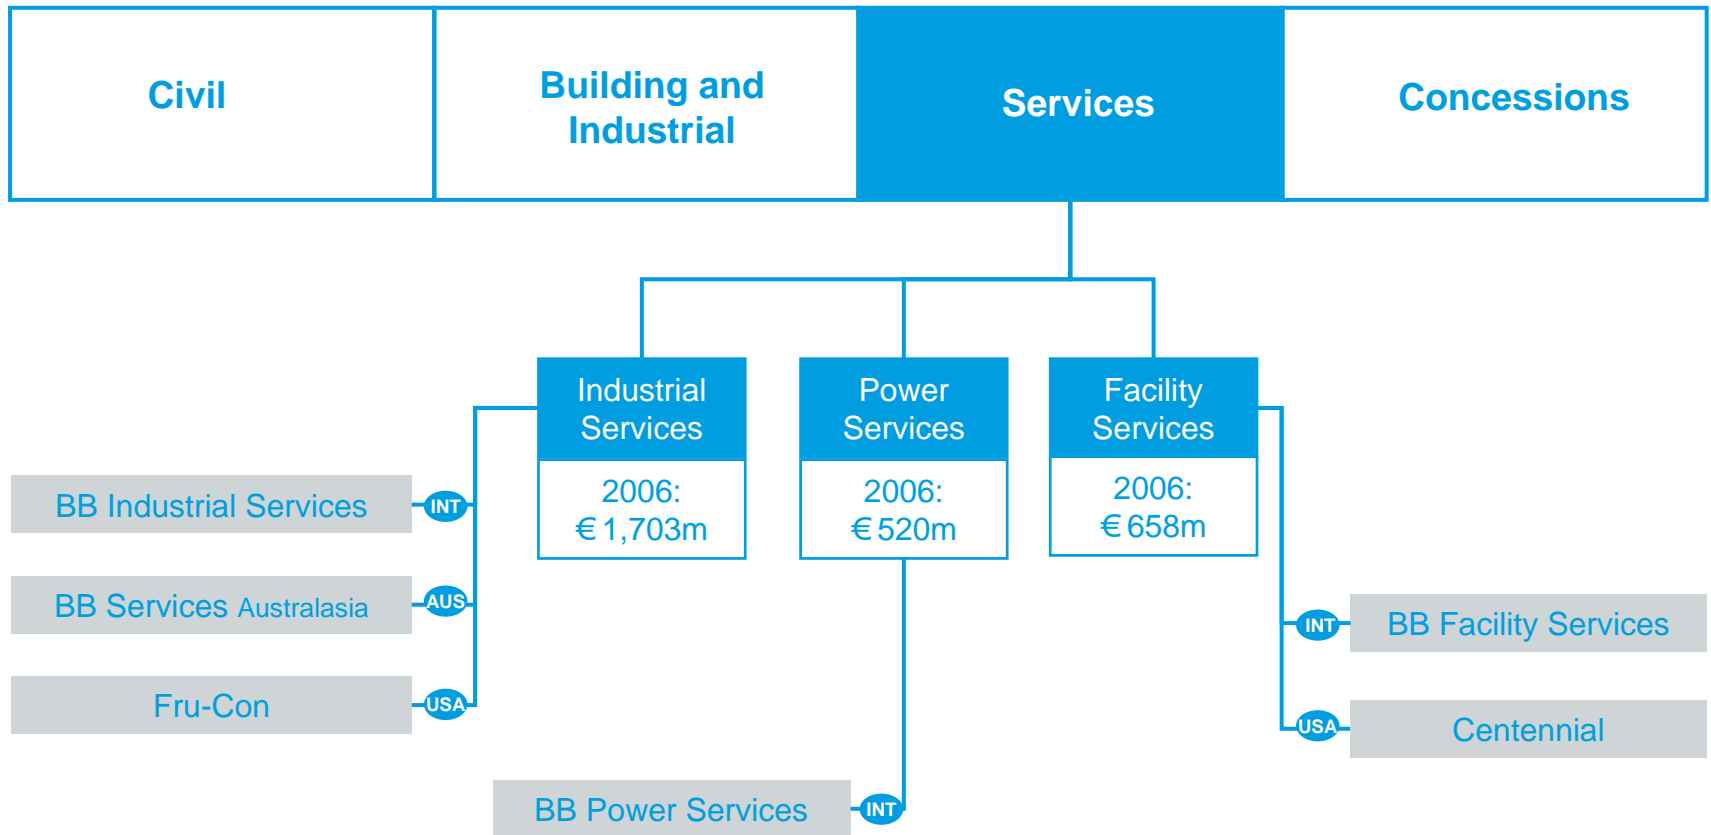 Civil
Building and
Industrial
Services
Concessions
Industrial
Services
2006:
€ 1,703m
Power
Services
2006:
€ 520m
Facility
Services
2006:
€ 658m
BB Industrial Services
INT
BB Services Australasia
AUS
Fru-Con
USA
BB Power Services
INT
INT
BB Facility Services
USA
Centennial